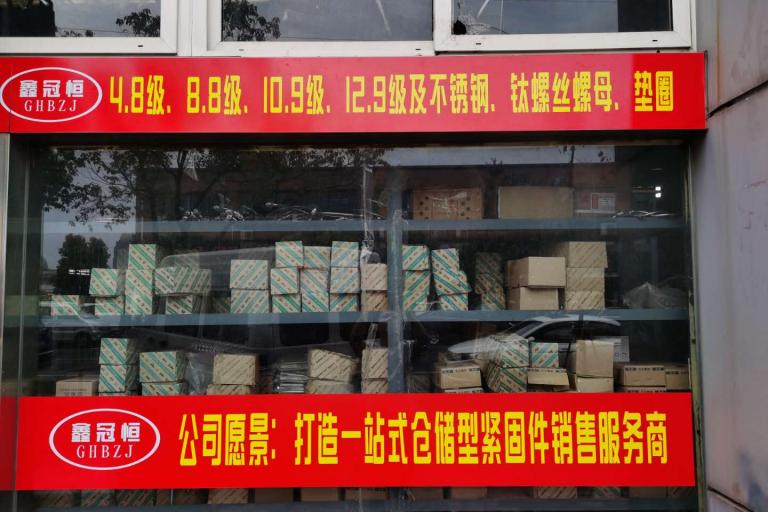 鑫冠恒
GHBZJ
4.8级、8.8级、10.9级、12.9级及不锈钢、钛螺丝螺母、垫圈
鑫冠恒
GHBZJ
公司愿景：打造一站式仓储型紧固件销售服务商